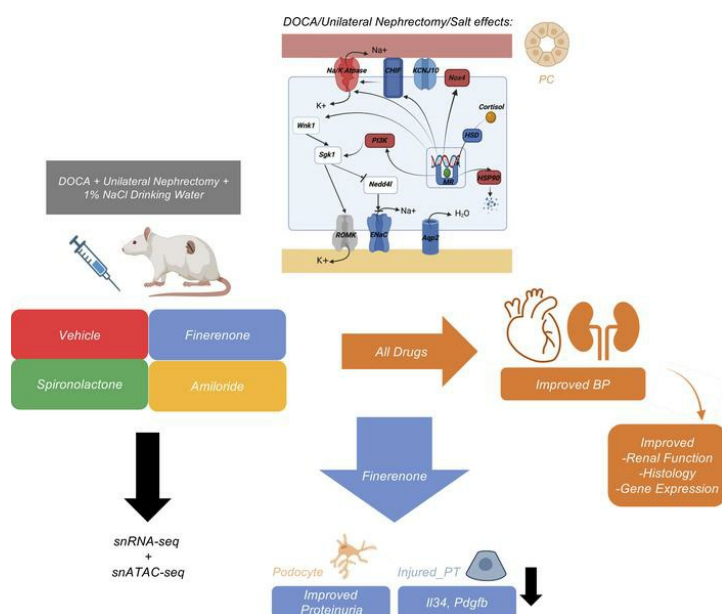 DOCA/Unilateral Nephrectomy/Salt effects:
Na+
Na/K Atpase
CHIF
KCNJ10
Nox4
PC
K+
Cortisol
Wnk1
HSD
PI3K
Sgk1
MR
HSP90
Nedd4l
Na+
H₂O
ROMK
ENaC
Aqp2
K+
DOCA + Unilateral Nephrectomy +
1% NaCl Drinking Water
Vehicle
Finerenone
Spironolactone
Amiloride
All Drugs
Improved BP
Improved
-Renal Function
-Histology
-Gene Expression
Finerenone
snRNA-seq
+
snATAC-seq
Podocyte
Injured_PT
Improved
Proteinuria
Il34, Pdgfb